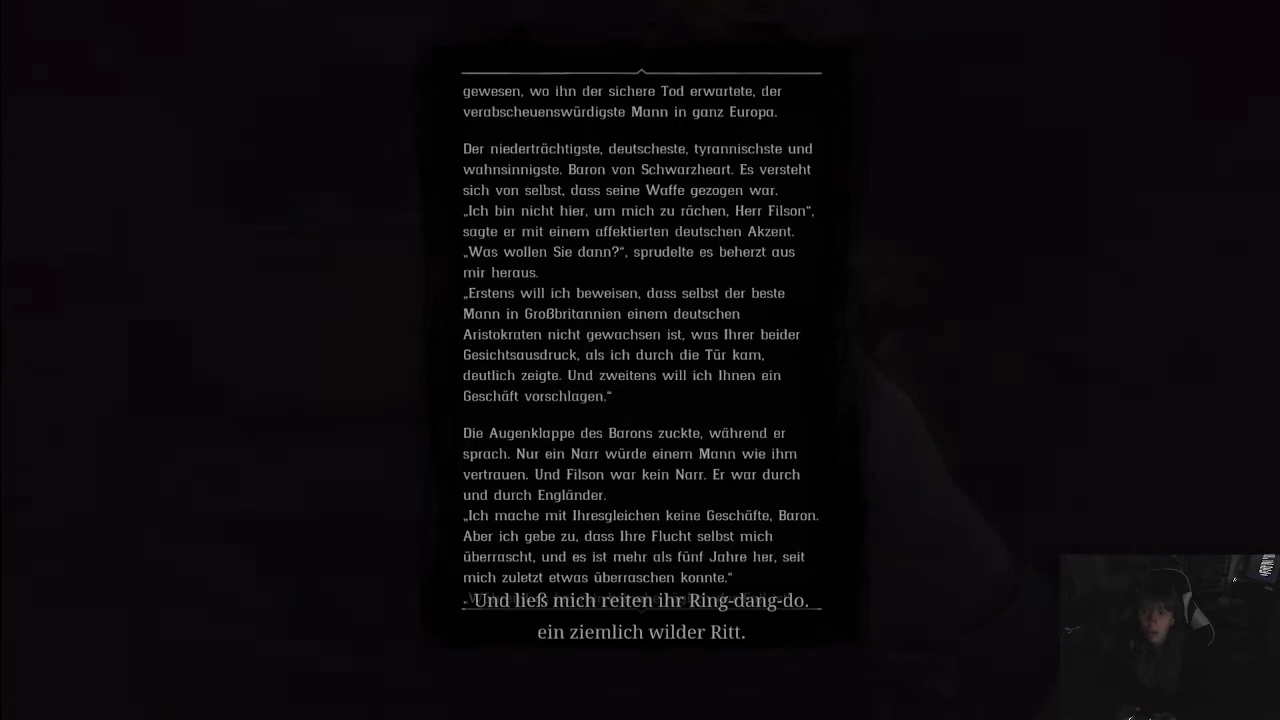 gewesen, wo ihn der sichere Tod erwartete, der
verabscheuenswürdigste Mann in ganz Europa.
Der niederträchtigste, deutscheste, tyrannischste und
wahnsinnigste. Baron von Schwarzheart. Es versteht
sich von selbst, dass seine Waffe gezogen war.
„Ich bin nicht hier, um mich zu rächen, Herr Filson“,
sagte er mit einem affektierten deutschen Akzent.
„Was wollen Sie dann?“, sprudelte es beherzt aus
mir heraus.
„Erstens will ich beweisen, dass selbst der beste
Mann in Großbritannien einem deutschen
Aristokraten nicht gewachsen ist, was Ihrer beider
Gesichtsausdruck, als ich durch die Tür kam,
deutlich zeigte. Und zweitens will ich Ihnen ein
Geschäft vorschlagen.“
Die Augenklappe des Barons zuckte, während er
sprach. Nur ein Narr würde einem Mann wie ihm
vertrauen. Und Filson war kein Narr. Er war durch
und durch Engländer.
„Ich mache mit Ihresgleichen keine Geschäfte, Baron.
Aber ich gebe zu, dass Ihre Flucht selbst mich
überrascht, und es ist mehr als fünf Jahre her, seit
mich zuletzt etwas überraschen konnte.“
Und ließ mich reiten ihr Ring-dang-do.
ein ziemlich wilder Ritt.